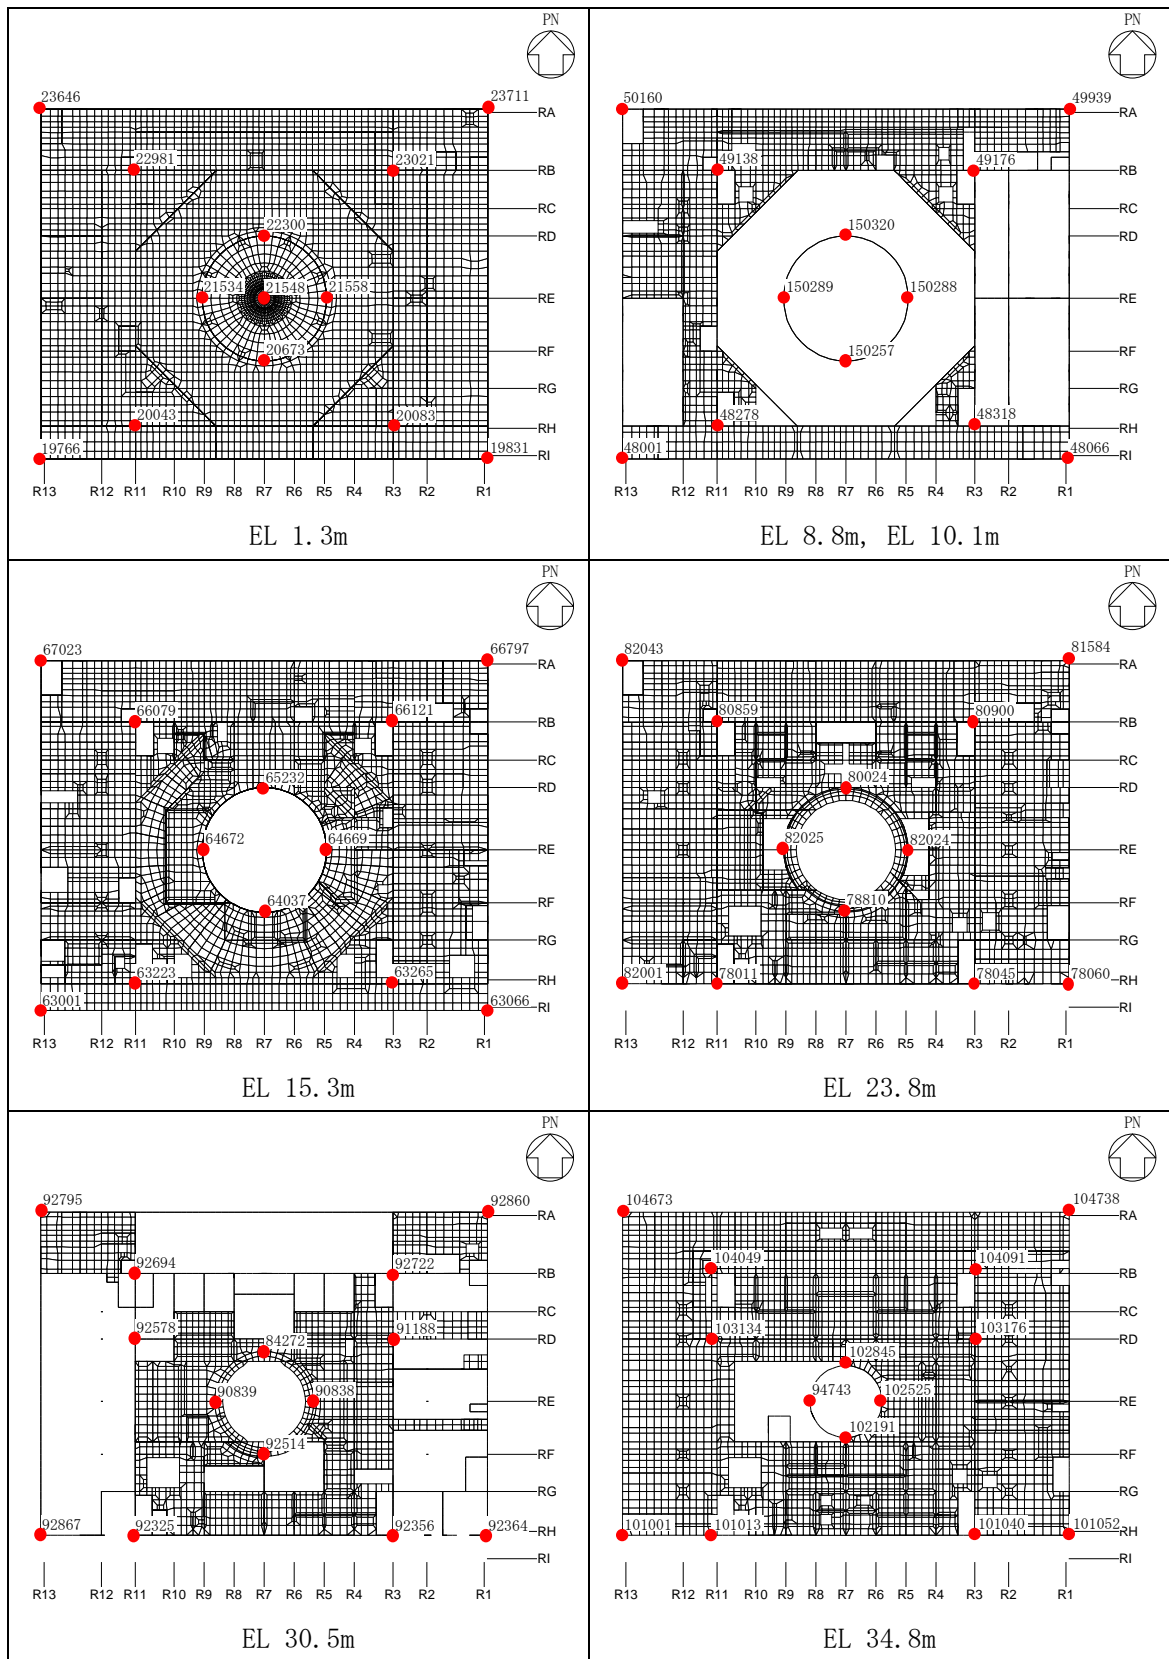 PN
23646
23711
RA
22981
23021
RB
RC
22300
RD
21534
21548
21558
RE
20673
RF
RG
20043
20083
RH
19766
19831
RI
R13 R12 R11 R10 R9 R8 R7 R6 R5 R4 R3 R2 R1
EL 1.3m
PN
50160
49939
RA
49138
49176
RB
RC
150320
RD
150289
150288
RE
150257
RF
RG
48278
48318
RH
48001
48066
RI
R13 R12 R11 R10 R9 R8 R7 R6 R5 R4 R3 R2 R1
EL 8.8m, EL 10.1m
PN
67023
66797
RA
66079
66121
RB
RC
65232
RD
64672
64669
RE
64037
RF
RG
63223
63265
RH
63001
63066
RI
R13 R12 R11 R10 R9 R8 R7 R6 R5 R4 R3 R2 R1
EL 15.3m
PN
82043
81584
RA
80859
80900
RB
RC
80024
RD
82025
82024
RE
78810
RF
RG
82001
78011
78045
78060
RH
RI
R13 R12 R11 R10 R9 R8 R7 R6 R5 R4 R3 R2 R1
EL 23.8m
PN
92795
92860
RA
92694
92722
RB
RC
92578
91188
RD
84272
90839
90838
RE
92514
RF
RG
92867
92325
92356
92364
RH
RI
R13 R12 R11 R10 R9 R8 R7 R6 R5 R4 R3 R2 R1
EL 30.5m
PN
104673
104738
RA
104049
104091
RB
RC
103134
103176
RD
102845
94743
102525
RE
102191
RF
RG
101001
101013
101040
101052
RH
RI
R13 R12 R11 R10 R9 R8 R7 R6 R5 R4 R3 R2 R1
EL 34.8m